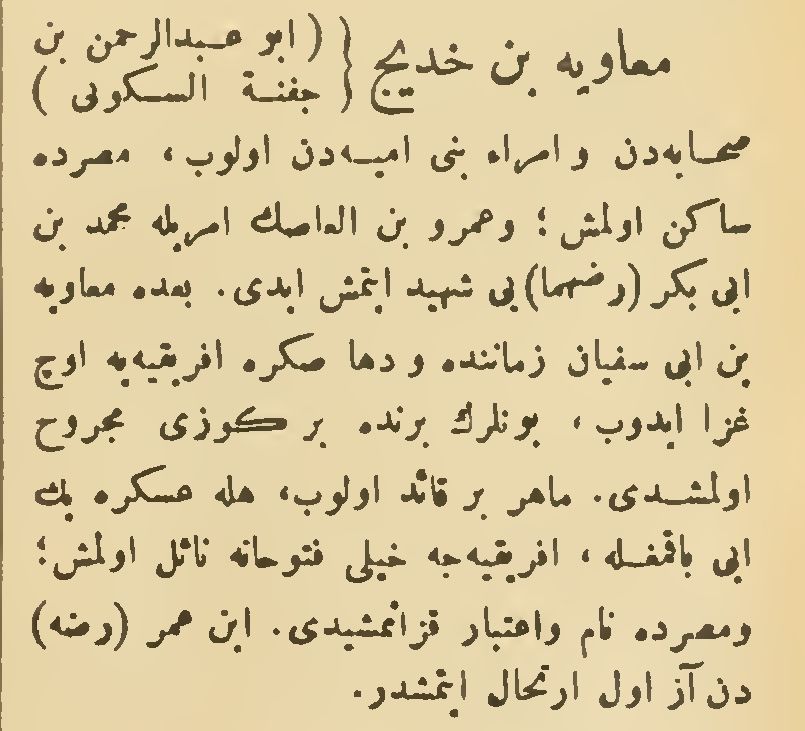 معاویه بن خدیج { (ابو عبدالرحمن بن
جفنة السکونی)
صحابه‌دن و امراء بنی امیه‌دن اولوب، مصرده
ساکن اولمش؛ وعمرو بن العاصك امریله محمد بن
ابی بکر (رضهما) یی شهید ایتمش ایدی. بعده معاویه
بن ابی سفیان زماننده و دها صکره افریقیه‌یه اوچ
غزا ایدوب، بونلرك برنده بر کوزی مجروح
اولمشدی. ماهر بر قائد اولوب، هله عسکره پك
ایی باقمغله، افریقیه‌جه خیلی فتوحاته نائل اولمش؛
ومصرده نام واعتبار قزانمشیدی. ابن عمر (رضه)
دن آز اول ارتحال ایتمشدر.